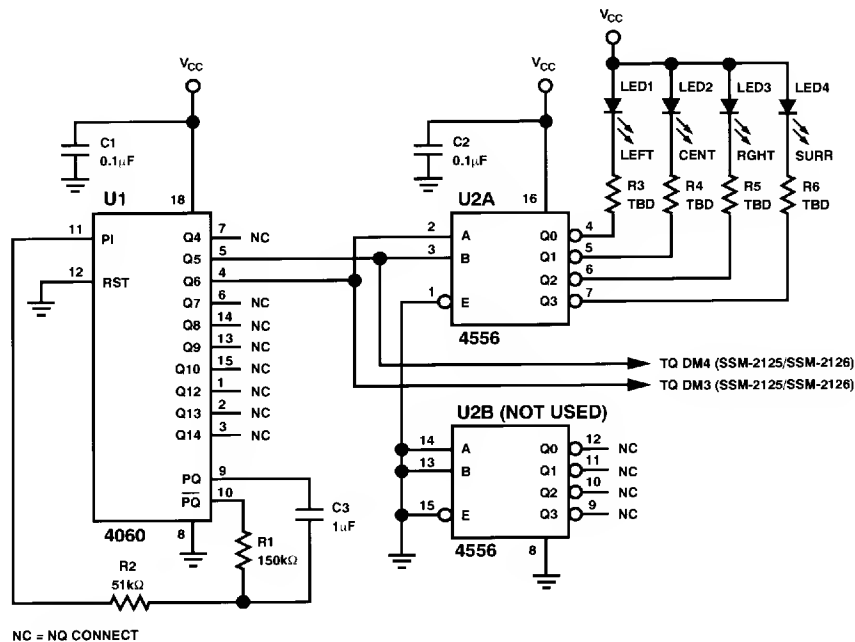 VCC
VCC
VCC
LED1
LED2
LED3
LED4
LEFT
CENT
RGHT
SURR
C1
0.1µF
C2
0.1µF
R3
TBD
R4
TBD
R5
TBD
R6
TBD
U1
18
11
PI
12
RST
Q4
7
NC
Q5
5
Q6
4
Q7
6
NC
Q8
14
NC
Q9
13
NC
Q10
15
NC
Q12
1
NC
Q13
2
NC
Q14
3
NC
PQ
9
PQ
10
4060
8
C3
1µF
R1
150kΩ
R2
51kΩ
U2A
16
2
A
3
B
1
E
Q0
4
Q1
5
Q2
6
Q3
7
4556
TQ DM4 (SSM-2125/SSM-2126)
TQ DM3 (SSM-2125/SSM-2126)
U2B (NOT USED)
14
A
13
B
15
E
Q0
12
NC
Q1
11
NC
Q2
10
NC
Q3
9
NC
4556
8
NC = NQ CONNECT